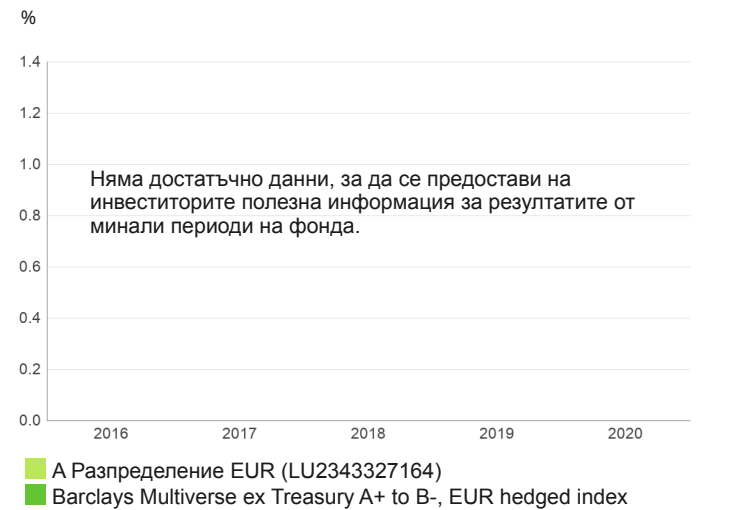 %
1.4
1.2
1.0
Няма достатъчно данни, за да се предостави на
инвеститорите полезна информация за резултатите от
минали периоди на фонда.
0.8
0.6
0.4
0.2
0.0
2016 2017 2018 2019 2020
A Разпределение EUR (LU2343327164)
Barclays Multiverse ex Treasury A+ to B-, EUR hedged index